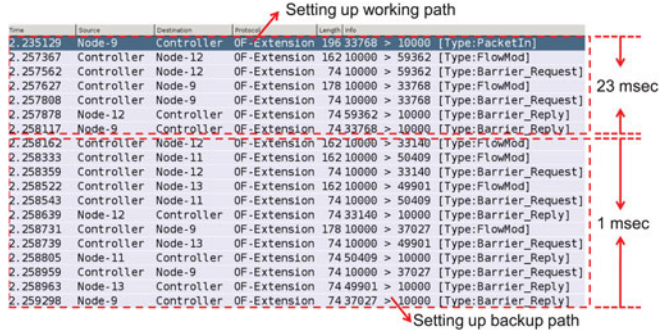 Setting up working path
Time Source Destination Protocol Length Info
2.235129 Node-9 Controller OF-Extension 196 33768 > 10000 [Type:PacketIn]
2.257367 Controller Node-12 OF-Extension 162 10000 > 59362 [Type:FlowMod]
2.257562 Controller Node-12 OF-Extension 74 10000 > 59362 [Type:Barrier_Request]
2.257627 Controller Node-9 OF-Extension 178 10000 > 33768 [Type:FlowMod]
2.257808 Controller Node-9 OF-Extension 74 10000 > 33768 [Type:Barrier_Request]
2.257878 Node-12 Controller OF-Extension 74 59362 > 10000 [Type:Barrier_Reply]
2.258117 Node-9 Controller OF-Extension 74 33768 > 10000 [Type:Barrier_Reply]
23 msec
2.258162 Controller Node-12 OF-Extension 162 10000 > 33140 [Type:FlowMod]
2.258333 Controller Node-11 OF-Extension 162 10000 > 50409 [Type:FlowMod]
2.258359 Controller Node-12 OF-Extension 74 10000 > 33140 [Type:Barrier_Request]
2.258522 Controller Node-13 OF-Extension 162 10000 > 49901 [Type:FlowMod]
2.258543 Controller Node-11 OF-Extension 74 10000 > 50409 [Type:Barrier_Request]
2.258639 Node-12 Controller OF-Extension 74 33140 > 10000 [Type:Barrier_Reply]
2.258731 Controller Node-9 OF-Extension 178 10000 > 37027 [Type:FlowMod]
2.258739 Controller Node-13 OF-Extension 74 10000 > 49901 [Type:Barrier_Request]
2.258805 Node-11 Controller OF-Extension 74 50409 > 10000 [Type:Barrier_Reply]
2.258959 Controller Node-9 OF-Extension 74 10000 > 37027 [Type:Barrier_Request]
2.258963 Node-13 Controller OF-Extension 74 49901 > 10000 [Type:Barrier_Reply]
2.259298 Node-9 Controller OF-Extension 74 37027 > 10000 [Type:Barrier_Reply]
1 msec
Setting up backup path